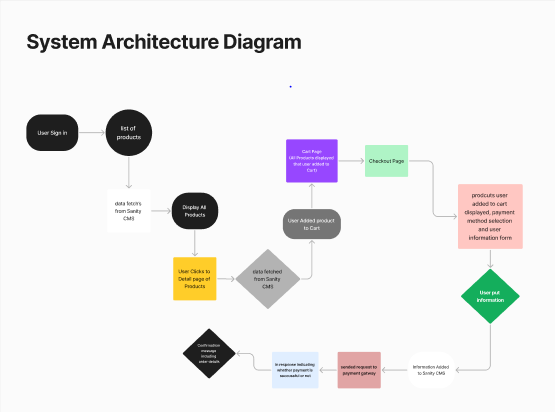 System Architecture Diagram
User Sign in
list of
products
data fetch;
from Sanity
CMS
Display All
Products
User Clicks to
Detail page of
Products
data fetched
from Sanity
CMS
User Added product
to Cart
Cart Page
(All Products displayed
that user added to
Cart)
Checkout Page
prodcuts user
added to cart
displayed, payment
method selection
and user
information form
User put
information
Information Added
to Sanity CMS
sended request to
payment gatway
in response indicating
whether payment is
successful or not
Confirmation
message
including
order details